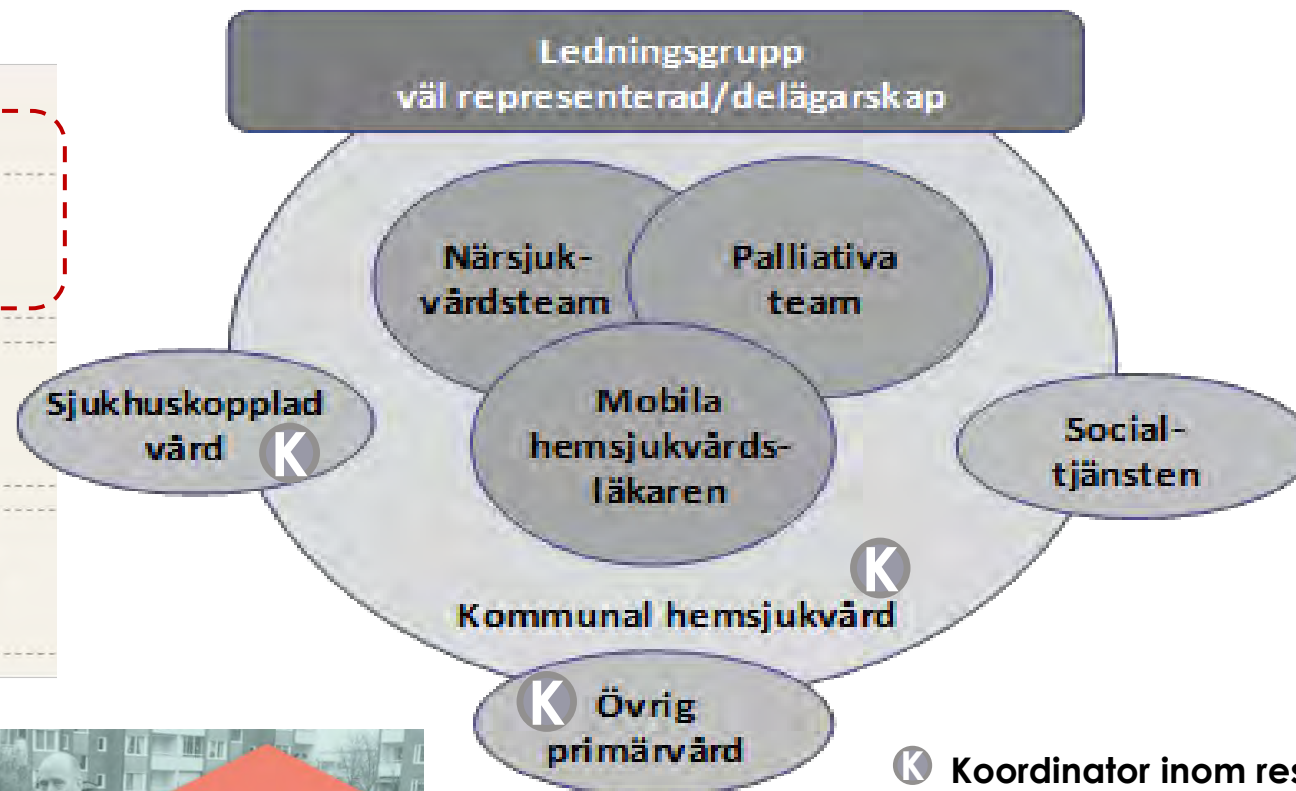 Ledningsgrupp
väl representerad/delägarskap
Närsjuk-
vårdsteam
Palliativa
team
Sjukhuskopplad
vård K
Mobila
hemsjukvårds-
läkaren
Social-
tjänsten
K
Kommunal hemsjukvård
K Övrig
primärvård
K Koordinator inom